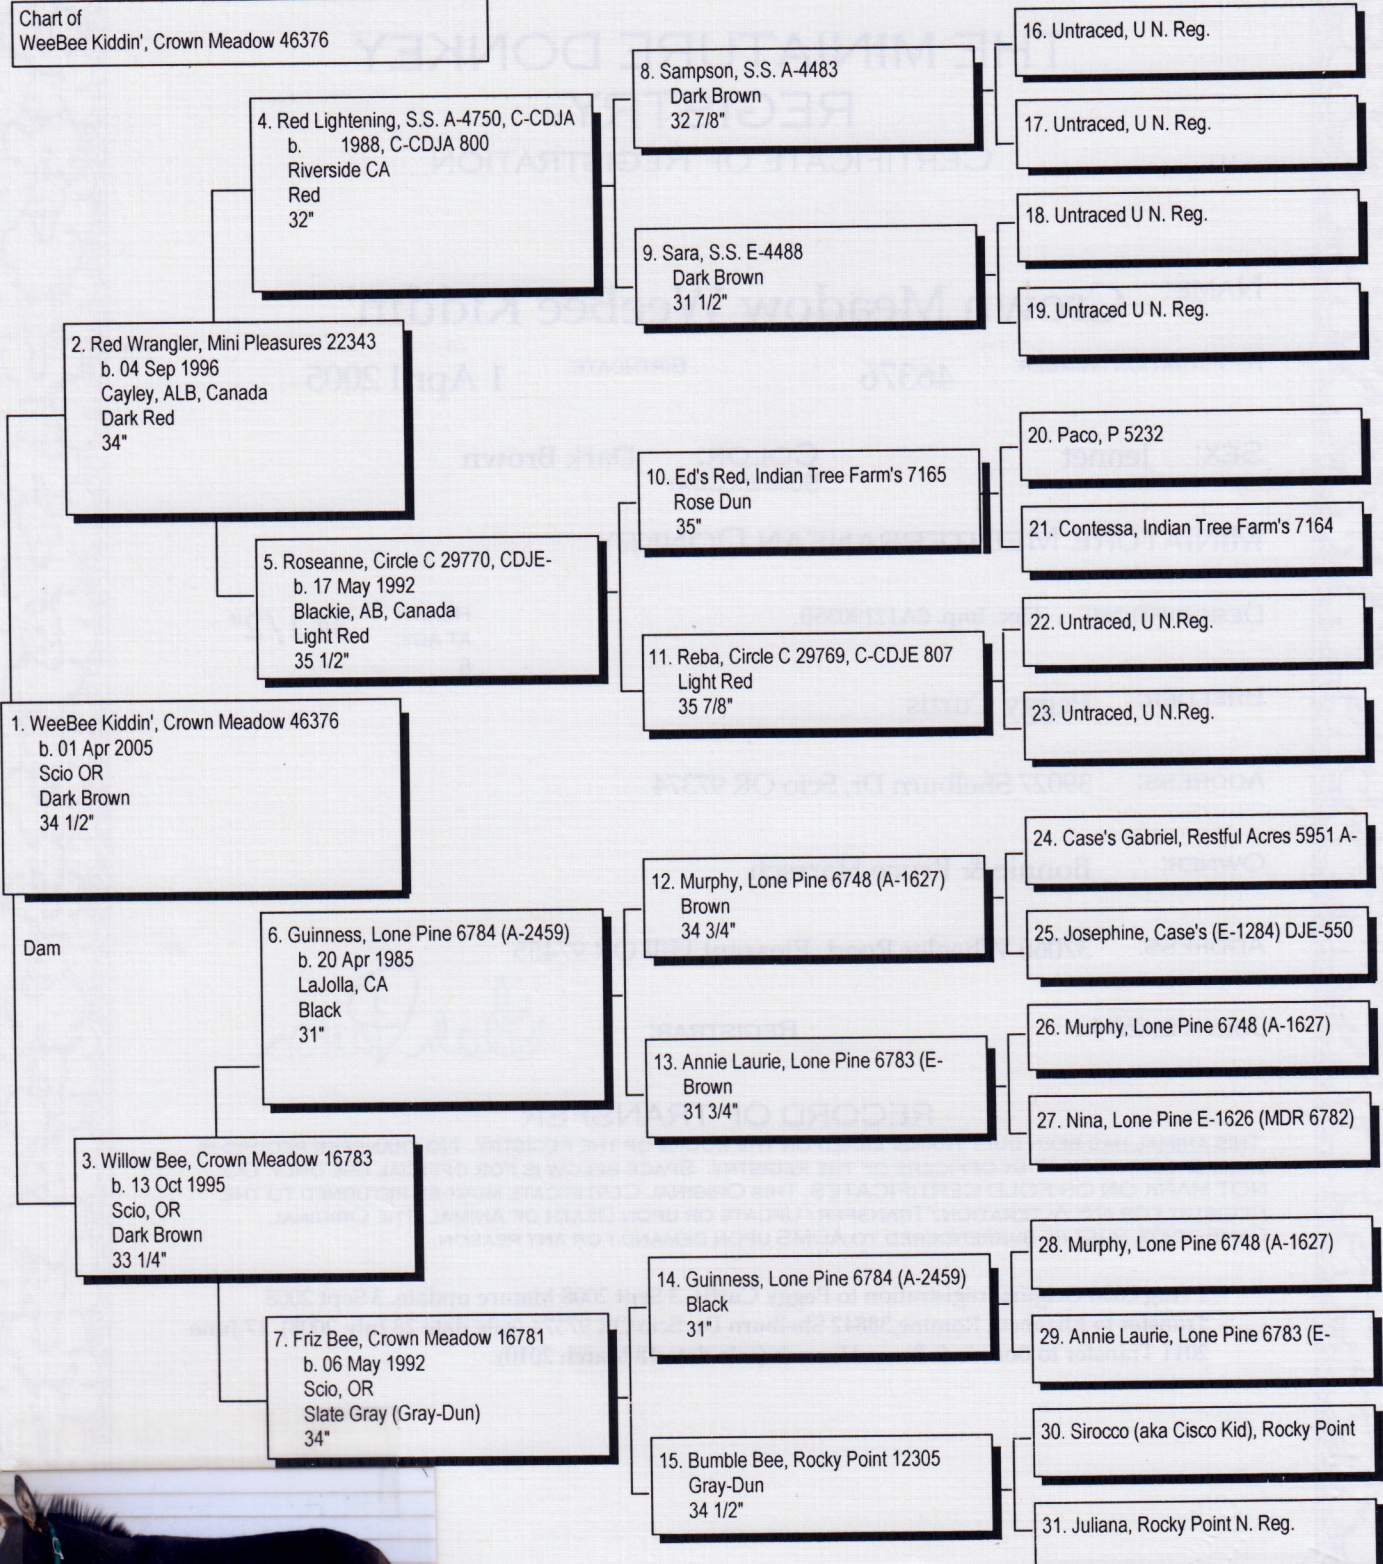 Chart of
WeeBee Kiddin', Crown Meadow 46376
16. Untraced, U N. Reg.
8. Sampson, S.S. A-4483
Dark Brown
32 7/8"
17. Untraced, U N. Reg.
4. Red Lightening, S.S. A-4750, C-CDJA
b. 1988, C-CDJA 800
Riverside CA
Red
32"
18. Untraced U N. Reg.
9. Sara, S.S. E-4488
Dark Brown
31 1/2"
19. Untraced U N. Reg.
2. Red Wrangler, Mini Pleasures 22343
b. 04 Sep 1996
Cayley, ALB, Canada
Dark Red
34"
20. Paco, P 5232
10. Ed's Red, Indian Tree Farm's 7165
Rose Dun
35"
21. Contessa, Indian Tree Farm's 7164
5. Roseanne, Circle C 29770, CDJE-
b. 17 May 1992
Blackie, AB, Canada
Light Red
35 1/2"
22. Untraced, U N.Reg.
11. Reba, Circle C 29769, C-CDJE 807
Light Red
35 7/8"
23. Untraced, U N.Reg.
1. WeeBee Kiddin', Crown Meadow 46376
b. 01 Apr 2005
Scio OR
Dark Brown
34 1/2"
24. Case's Gabriel, Restful Acres 5951 A-
12. Murphy, Lone Pine 6748 (A-1627)
Brown
34 3/4"
25. Josephine, Case's (E-1284) DJE-550
Dam
6. Guinness, Lone Pine 6784 (A-2459)
b. 20 Apr 1985
LaJolla, CA
Black
31"
26. Murphy, Lone Pine 6748 (A-1627)
13. Annie Laurie, Lone Pine 6783 (E-
Brown
31 3/4"
27. Nina, Lone Pine E-1626 (MDR 6782)
3. Willow Bee, Crown Meadow 16783
b. 13 Oct 1995
Scio, OR
Dark Brown
33 1/4"
28. Murphy, Lone Pine 6748 (A-1627)
14. Guinness, Lone Pine 6784 (A-2459)
Black
31"
29. Annie Laurie, Lone Pine 6783 (E-
7. Friz Bee, Crown Meadow 16781
b. 06 May 1992
Scio, OR
Slate Gray (Gray-Dun)
34"
30. Sirocco (aka Cisco Kid), Rocky Point
15. Bumble Bee, Rocky Point 12305
Gray-Dun
34 1/2"
31. Juliana, Rocky Point N. Reg.